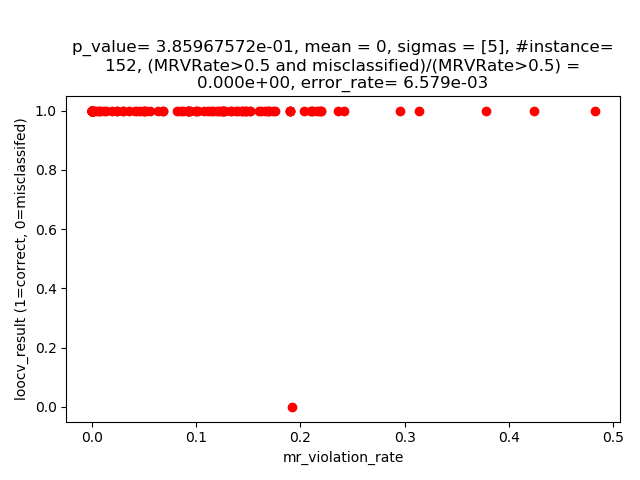 p_value= 3.85967572e-01, mean = 0, sigmas = [5], #instance=
152, (MRVRate>0.5 and misclassified)/(MRVRate>0.5) =
0.000e+00, error_rate= 6.579e-03
1.0
0.8
0.6
0.4
0.2
0.0
loocv_result (1=correct, 0=misclassifed)
0.0 0.1 0.2 0.3 0.4 0.5
mr_violation_rate